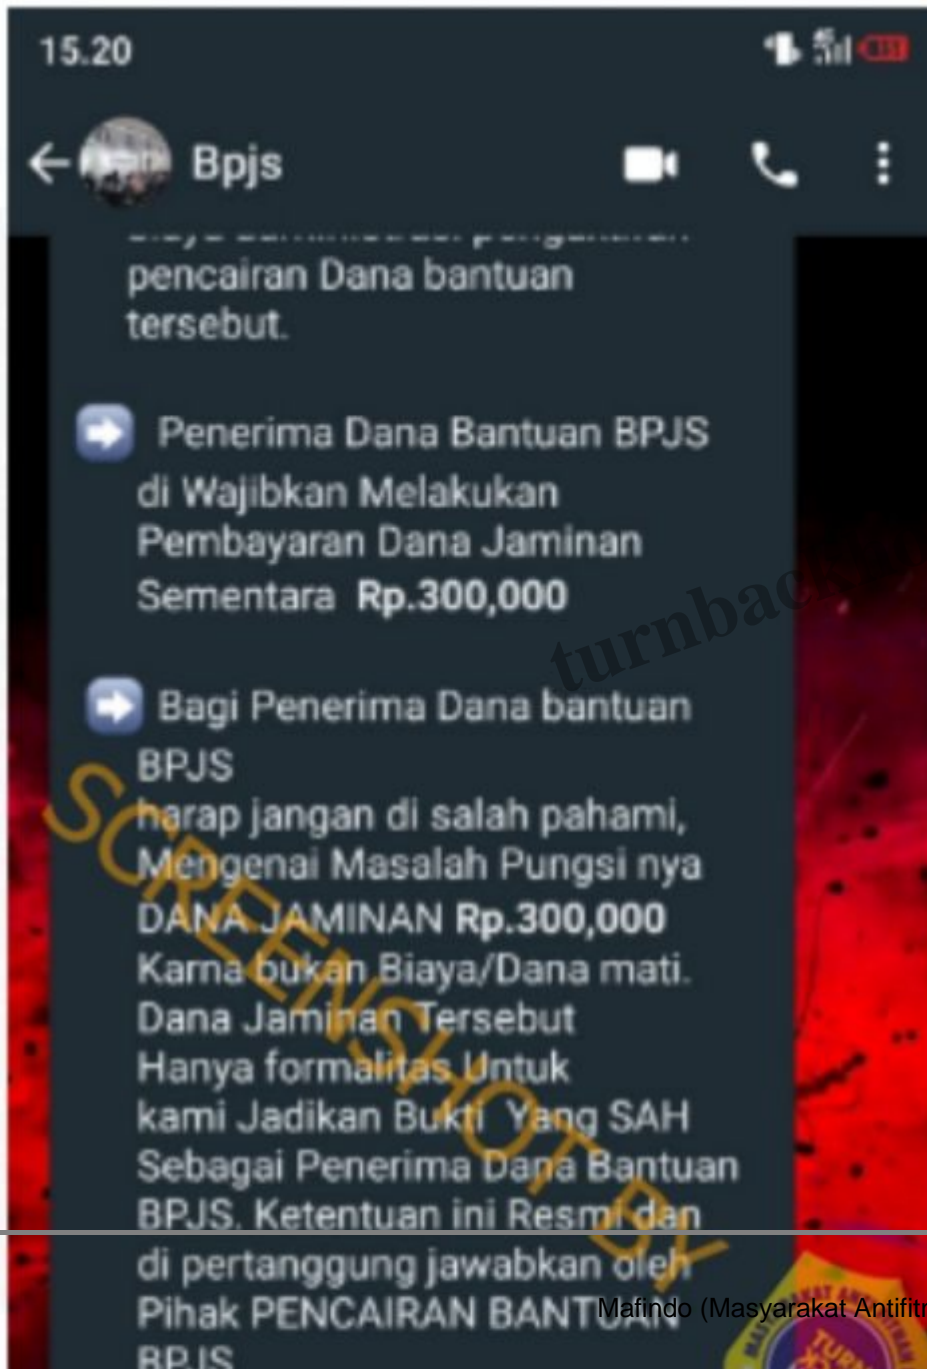 15.20
Bpjs
pencairan Dana bantuan
tersebut.
Penerima Dana Bantuan BPJS
di Wajibkan Melakukan
Pembayaran Dana Jaminan
Sementara Rp.300,000
Bagi Penerima Dana bantuan
BPJS
harap jangan di salah pahami,
Mengenai Masalah Pungsi nya
DANA JAMINAN Rp.300,000
Karna bukan Biaya/Dana mati.
Dana Jaminan Tersebut
Hanya formalitas Untuk
kami Jadikan Bukti Yang SAH
Sebagai Penerima Dana Bantuan
BPJS. Ketentuan ini Resmi dan
di pertanggung jawabkan oleh
Pihak PENCAIRAN BANTUAN
BPJS
SCREENSHOT BY
turnbac
Mafindo (Masyarakat Antifitn